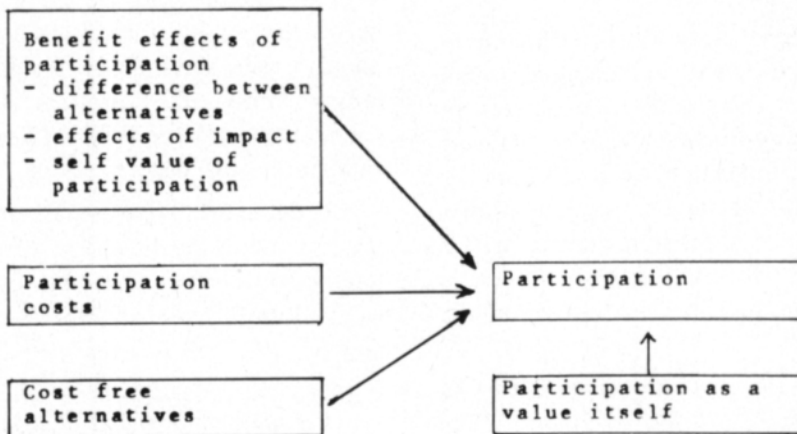 Benefit effects of
participation
- difference between
alternatives
- effects of impact
- self value of
participation
Participation
costs
Participation
Cost free
alternatives
Participation as a
value itself